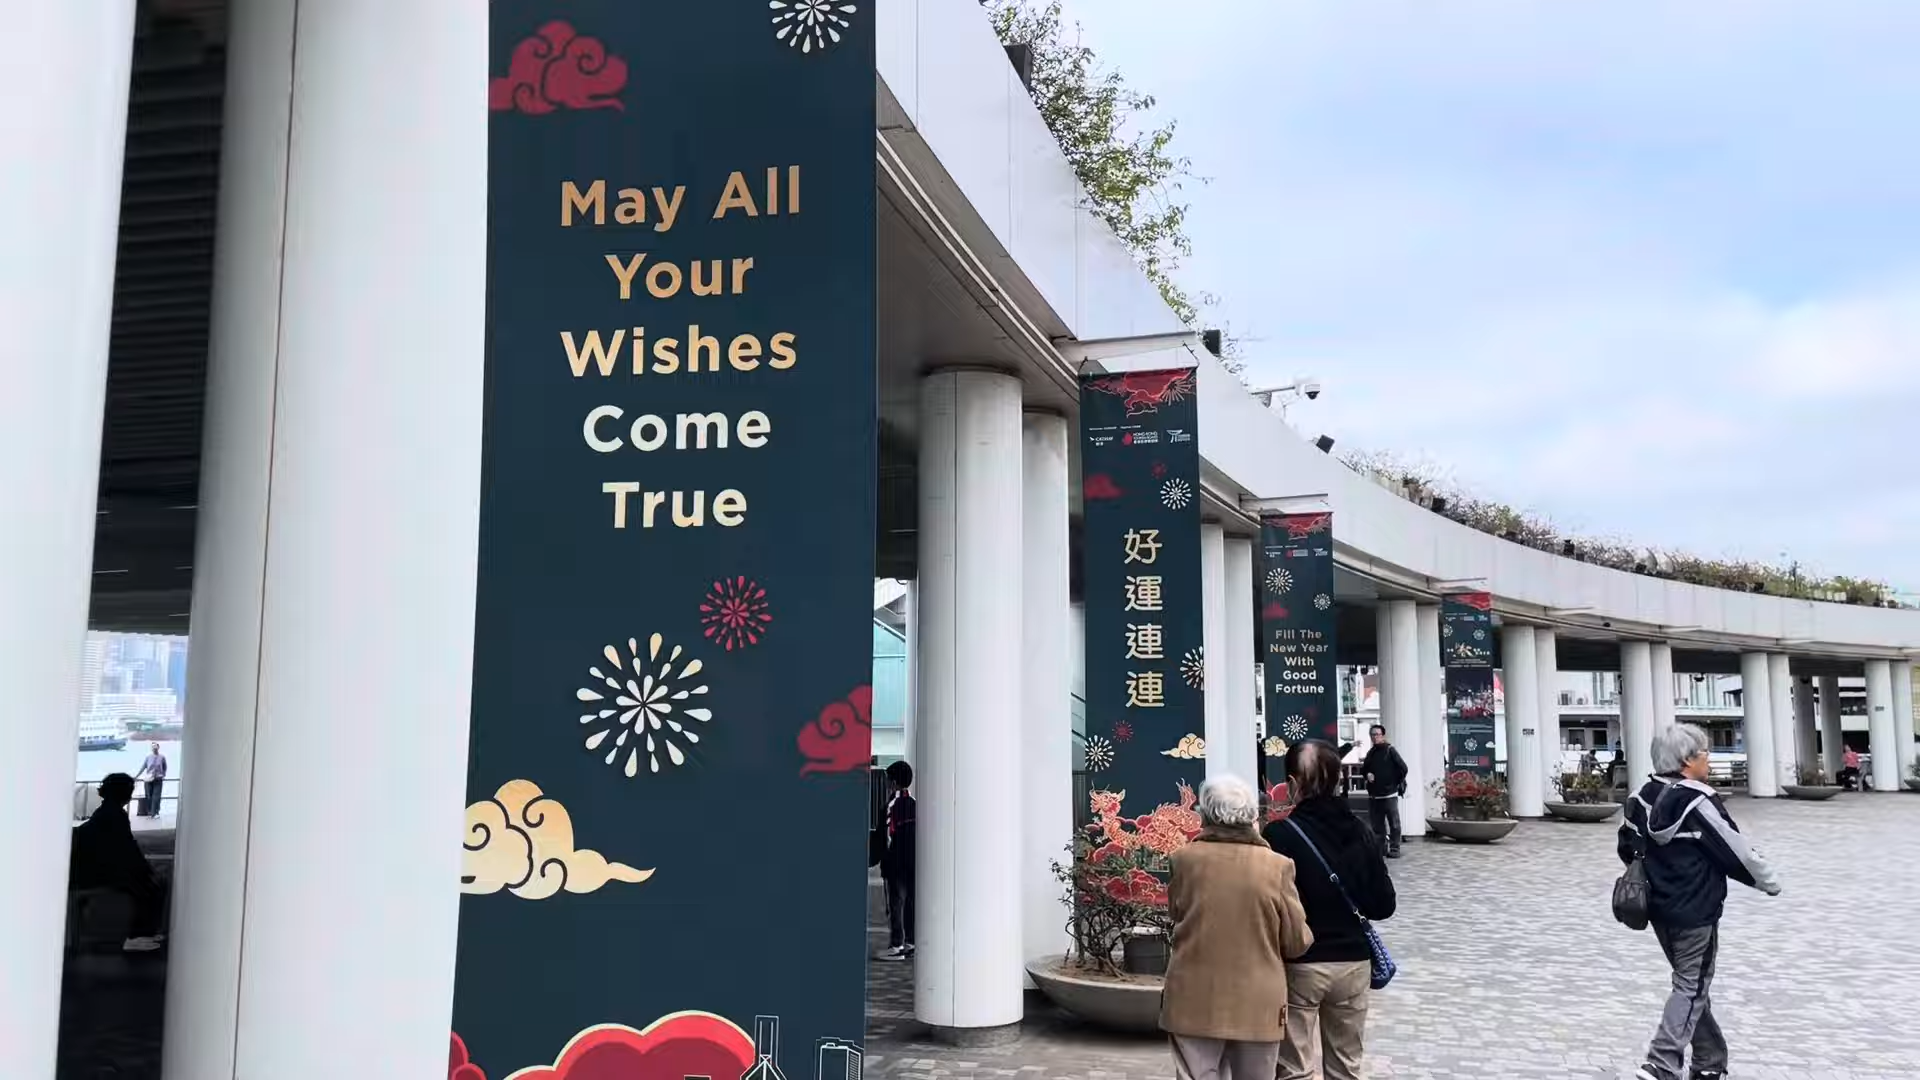 May All
Your
Wishes
Come
True
好
運
連
連
Fill The
New Year
With
Good
Fortune